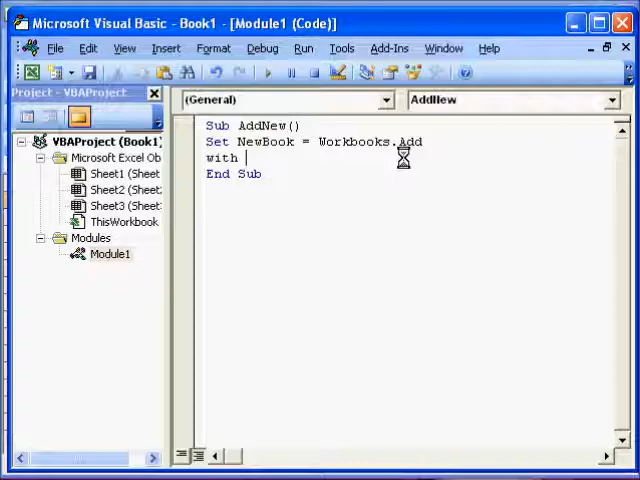 Microsoft Visual Basic - Book1 - [Module1 (Code)]
File Edit View Insert Format Debug Run Tools Add-Ins Window Help
Project - VBAProject
(General) AddNew
VBAProject (Book1)
Microsoft Excel Ob
Sheet1 (Sheet
Sheet2 (Sheet
Sheet3 (Sheet
ThisWorkbook
Modules
Module1
Sub AddNew()
Set NewBook = Workbooks.Add
with
End Sub